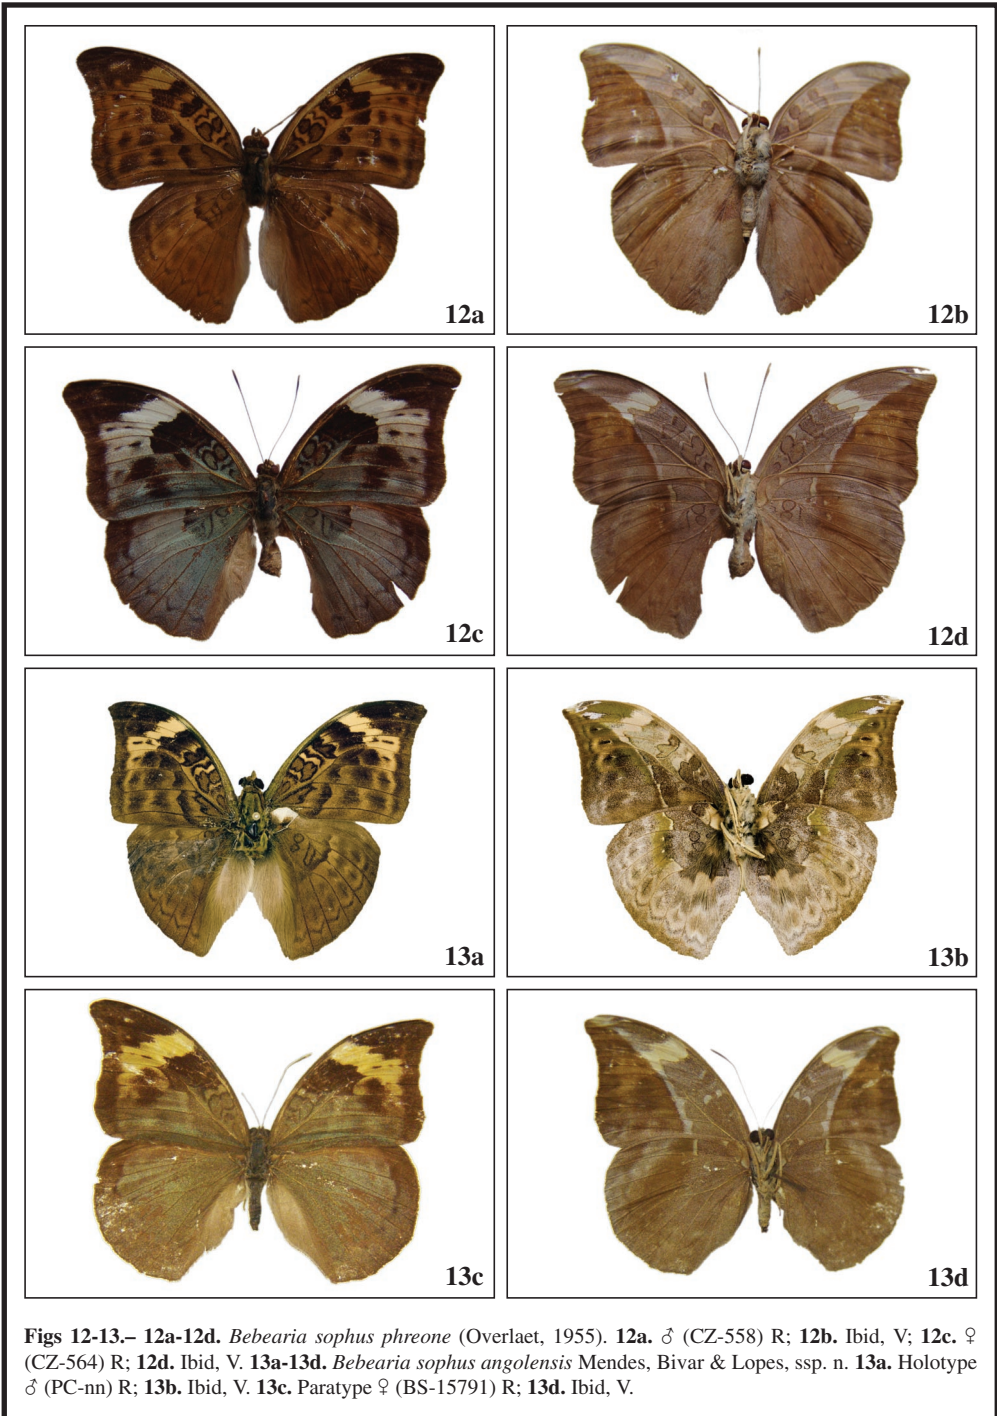 12a
12b
12c
12d
13a
13b
13c
13d
Figs 12-13.– 12a-12d. Bebearia sophus phreone (Overlaet, 1955). 12a. ♂ (CZ-558) R; 12b. Ibid, V; 12c. ♀
(CZ-564) R; 12d. Ibid, V. 13a-13d. Bebearia sophus angolensis Mendes, Bivar & Lopes, ssp. n. 13a. Holotype
♂ (PC-nn) R; 13b. Ibid, V. 13c. Paratype ♀ (BS-15791) R; 13d. Ibid, V.